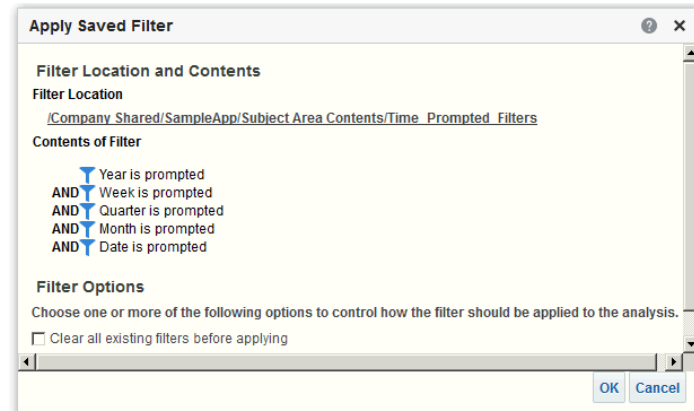 Apply Saved Filter
Filter Location and Contents
Filter Location
/Company Shared/SampleApp/Subject Area Contents/Time_Prompted_Filters
Contents of Filter
Year is prompted
AND Week is prompted
AND Quarter is prompted
AND Month is prompted
AND Date is prompted
Filter Options
Choose one or more of the following options to control how the filter should be applied to the analysis.
Clear all existing filters before applying
OK Cancel